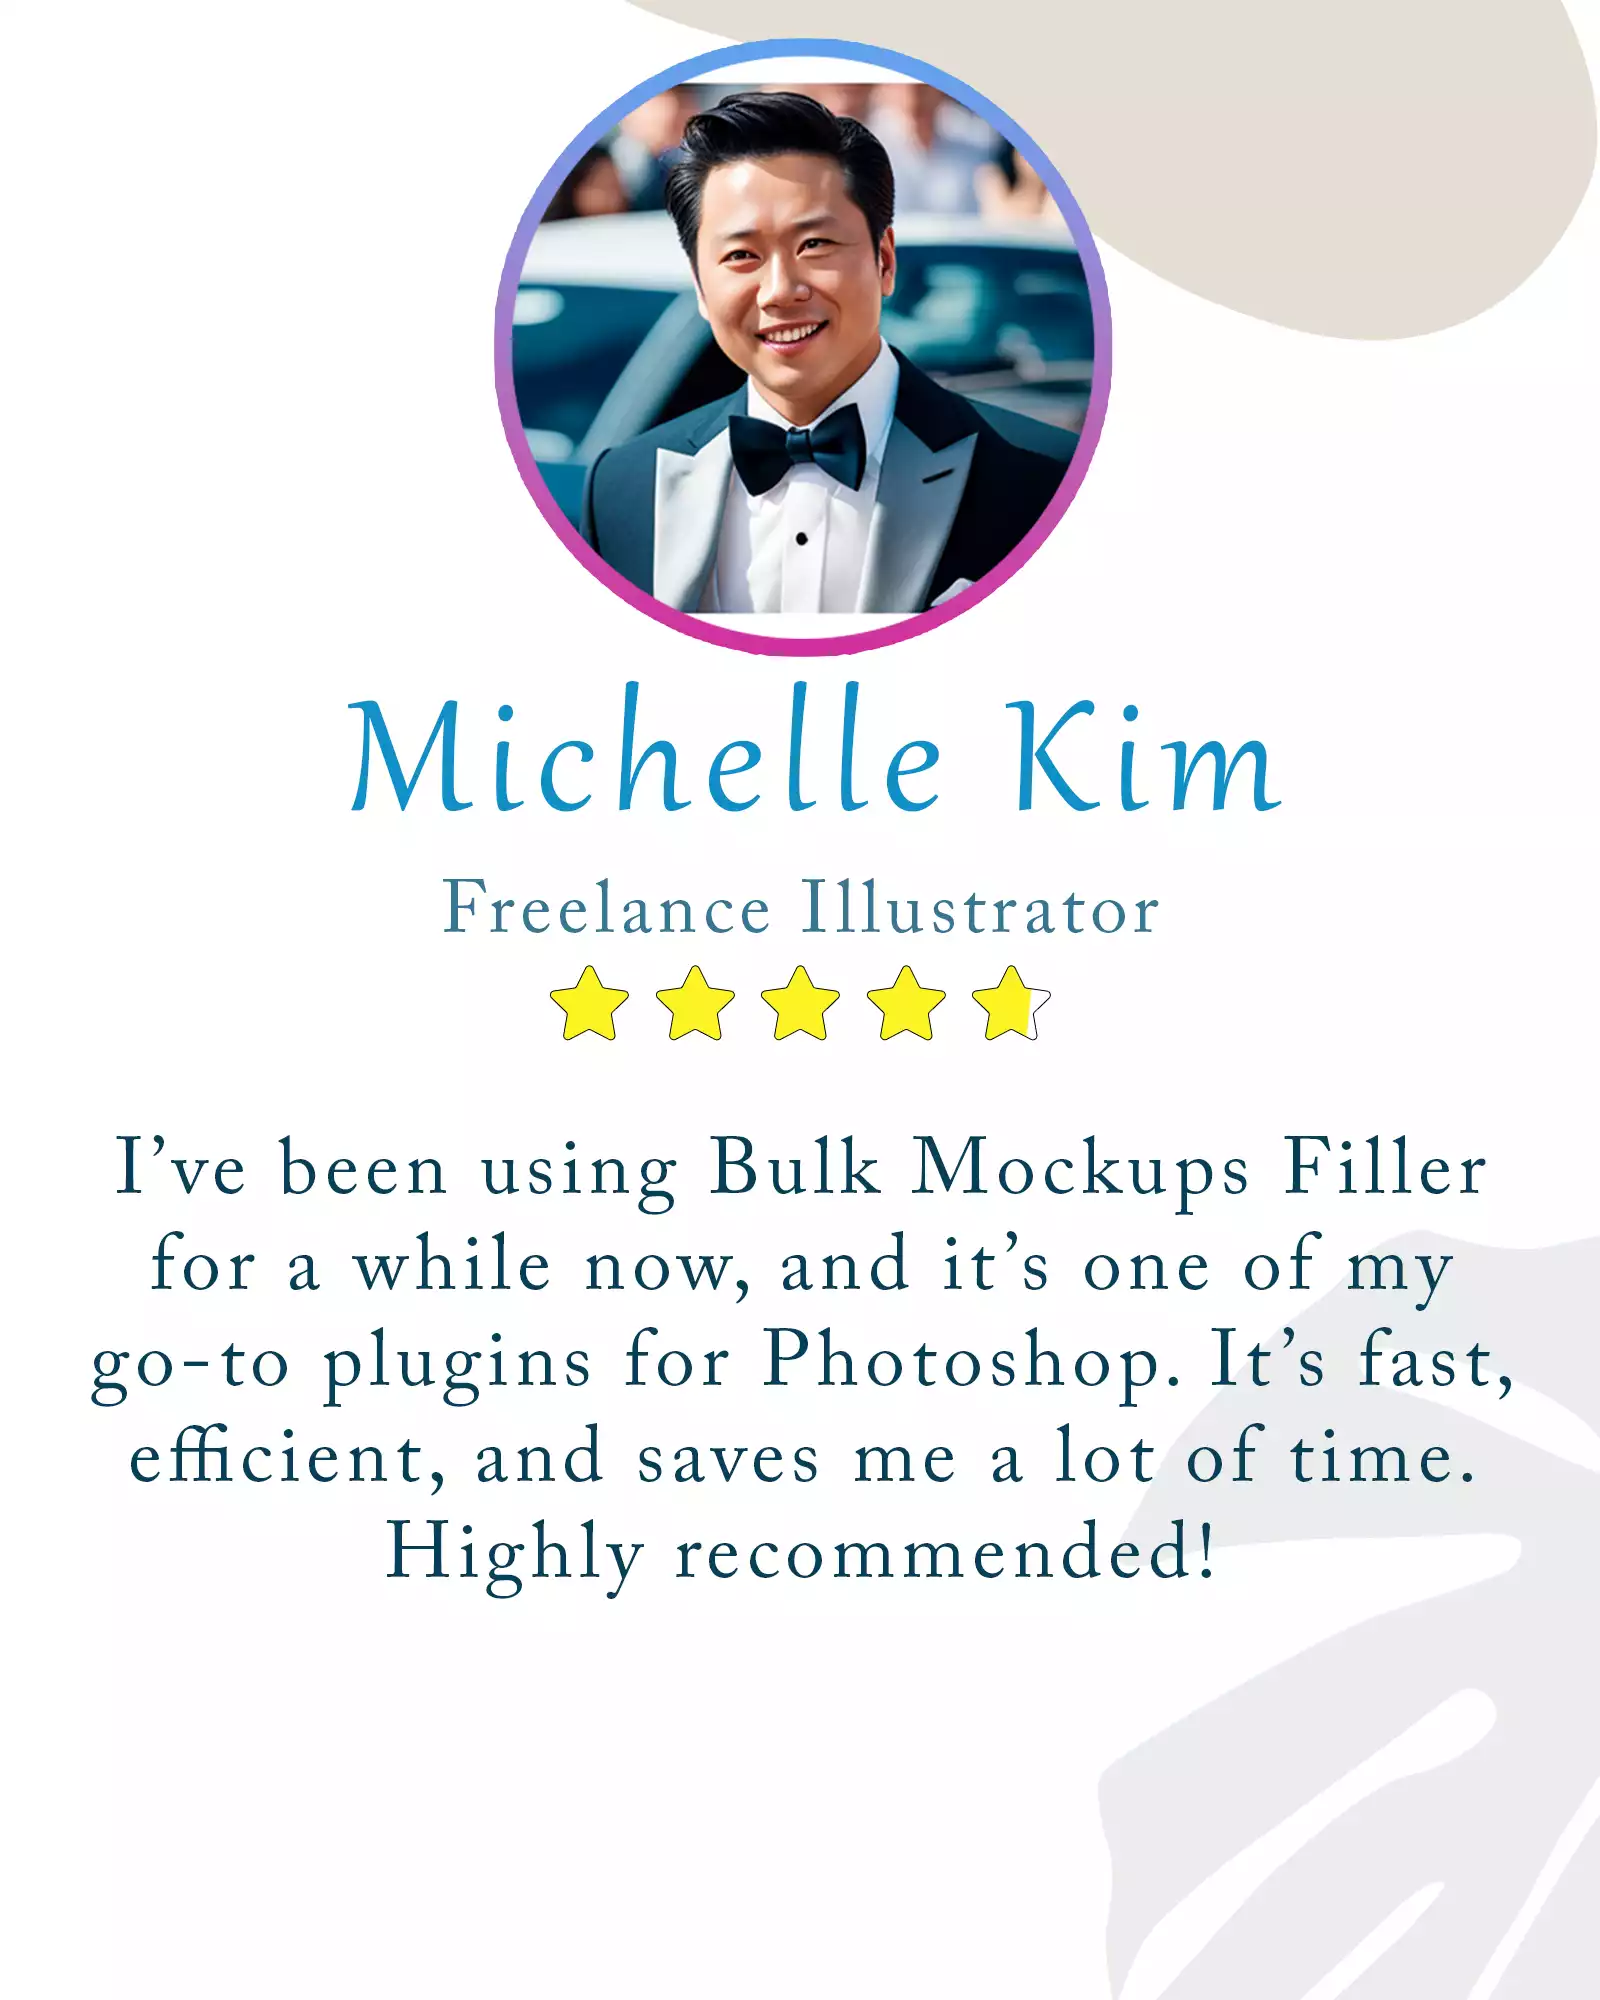 Michelle Kim
Freelance Illustrator
I’ve been using Bulk Mockups Filler
for a while now, and it’s one of my
go-to plugins for Photoshop. It’s fast,
efficient, and saves me a lot of time.
Highly recommended!